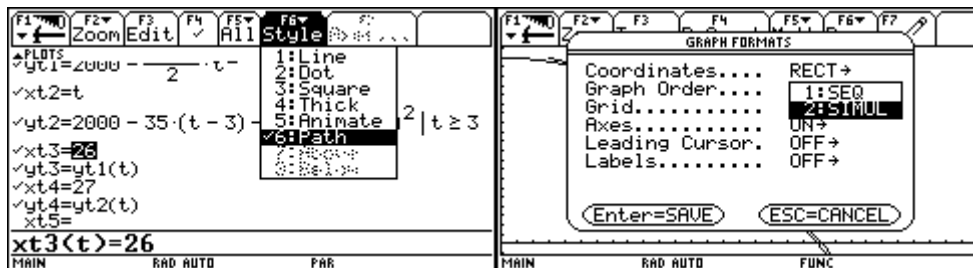 F1 F2 F3 F4 F5 F6
Zoom Edit ✓ All Style
PLOTS
✓yt1=2000 - ───── ·t-
2
✓xt2=t
✓yt2=2000 - 35·(t - 3) - 2 | t ≥ 3
✓xt3=26
✓yt3=yt1(t)
✓xt4=27
✓yt4=yt2(t)
xt5=
1:Line
2:Dot
3:Square
4:Thick
5:Animate
✓6:Path
7:Above
8:Below
xt3(t)=26
MAIN RAD AUTO PAR
F1 F2 F3 F4 F5 F6 F7
GRAPH FORMATS
Coordinates.... RECT→
Graph Order.... 1:SEQ
Grid........... 2:SIMUL
Axes........... ON→
Leading Cursor. OFF→
Labels......... OFF→
Enter=SAVE ESC=CANCEL
MAIN RAD AUTO FUNC